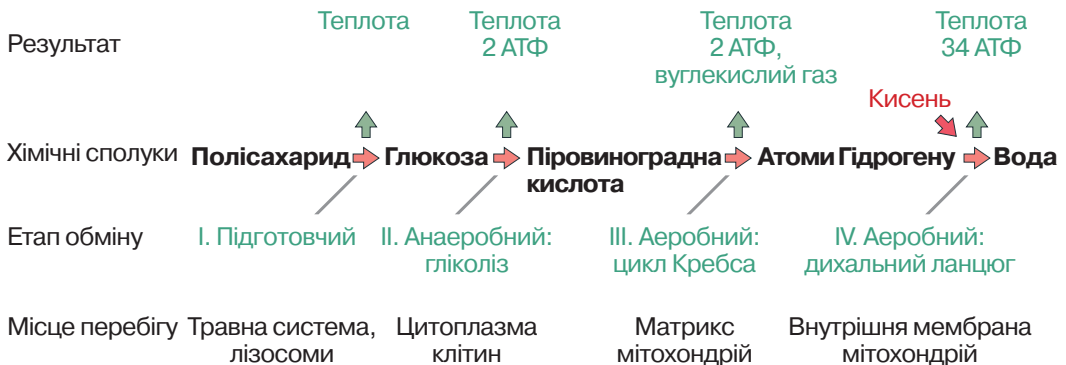 Результат
Теплота
Теплота
2 АТФ
Теплота
2 АТФ,
вуглекислий газ
Теплота
34 АТФ
Кисень
Хімічні сполуки
Полісахарид
Глюкоза
Піровиноградна
кислота
Атоми Гідрогену
Вода
Етап обміну
I. Підготовчий
II. Анаеробний:
гліколіз
III. Аеробний:
цикл Кребса
IV. Аеробний:
дихальний ланцюг
Місце перебігу
Травна система,
лізосоми
Цитоплазма
клітин
Матрикс
мітохондрій
Внутрішня мембрана
мітохондрій